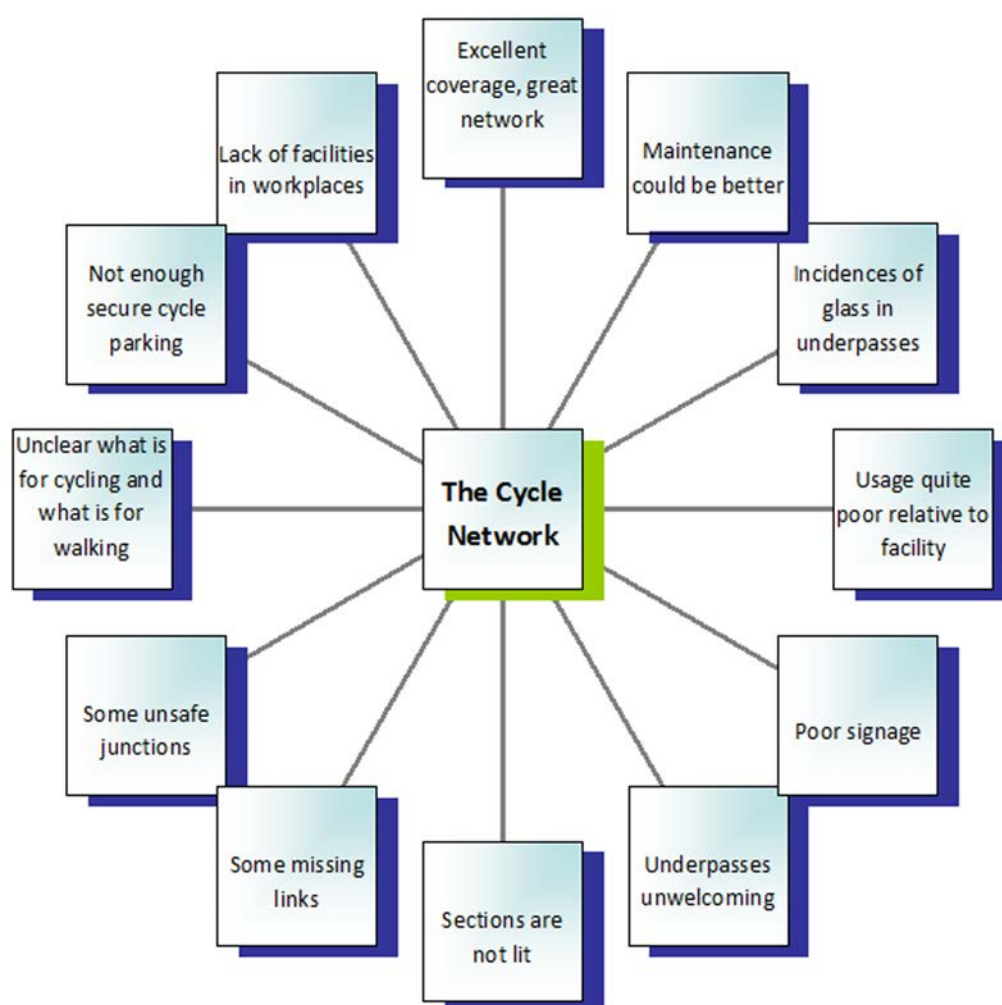 Excellent
coverage, great
network
Maintenance
could be better
Incidences of
glass in
underpasses
Usage quite
poor relative to
facility
Poor signage
Underpasses
unwelcoming
Sections are
not lit
Some missing
links
Some unsafe
junctions
Unclear what is
for cycling and
what is for
walking
Not enough
secure cycle
parking
Lack of facilities
in workplaces
The Cycle
Network